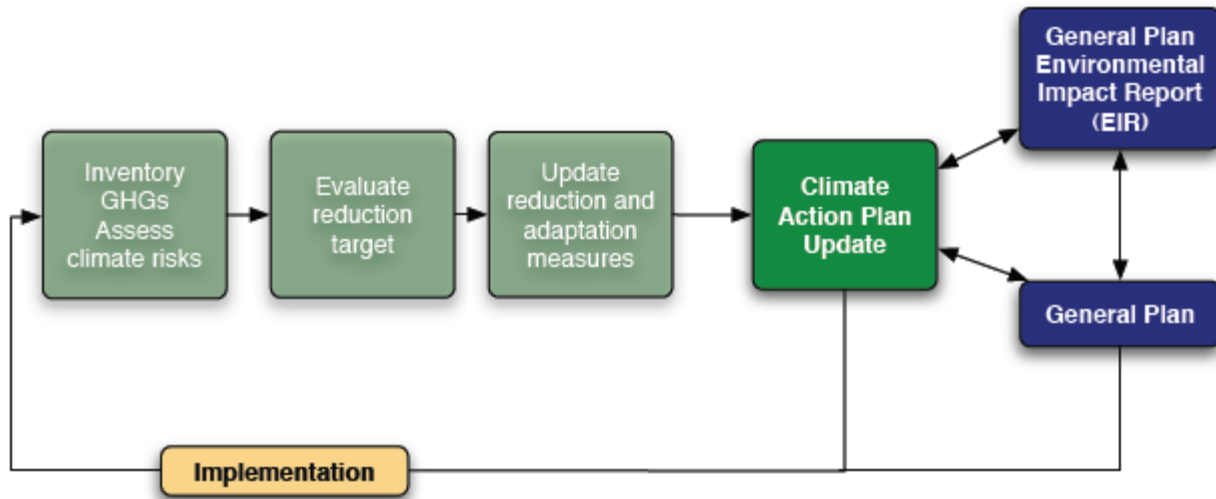 General Plan
Environmental
Impact Report
(EIR)
Inventory
GHGs
Assess
climate risks
Evaluate
reduction
target
Update
reduction and
adaptation
measures
Climate
Action Plan
Update
General Plan
Implementation